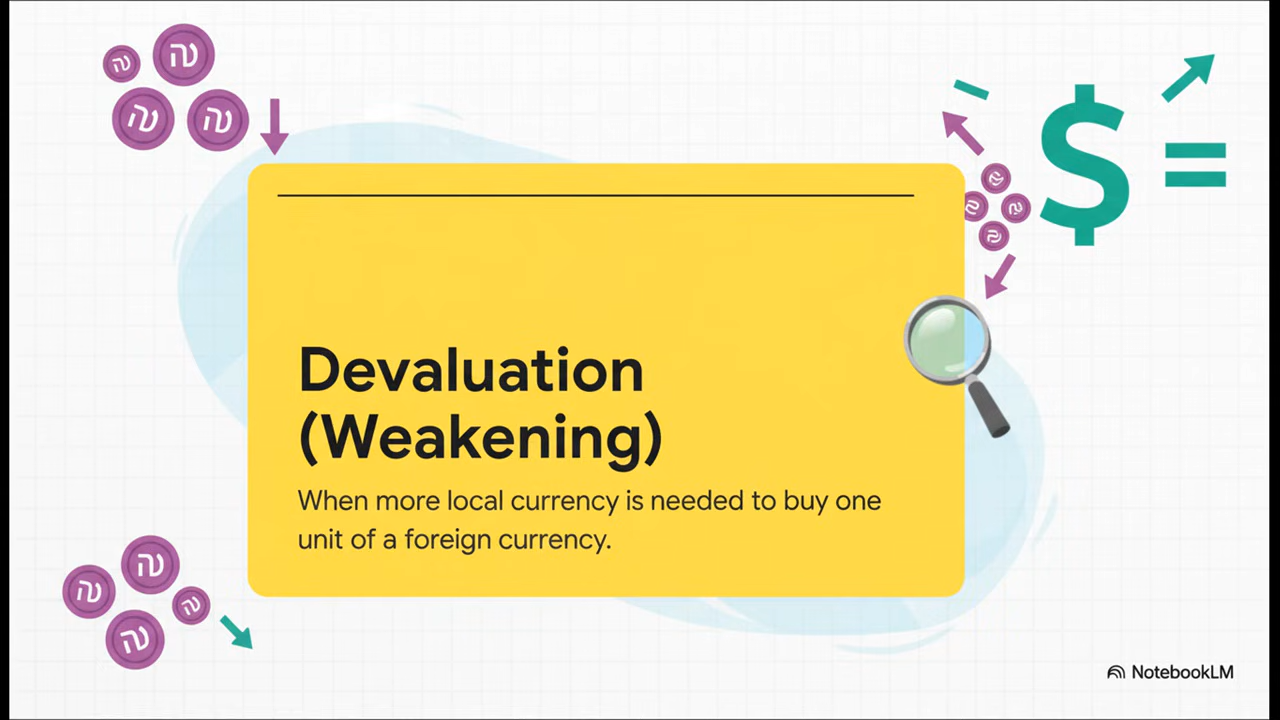 $ =
Devaluation
(Weakening)
When more local currency is needed to buy one
unit of a foreign currency.
NotebookLM